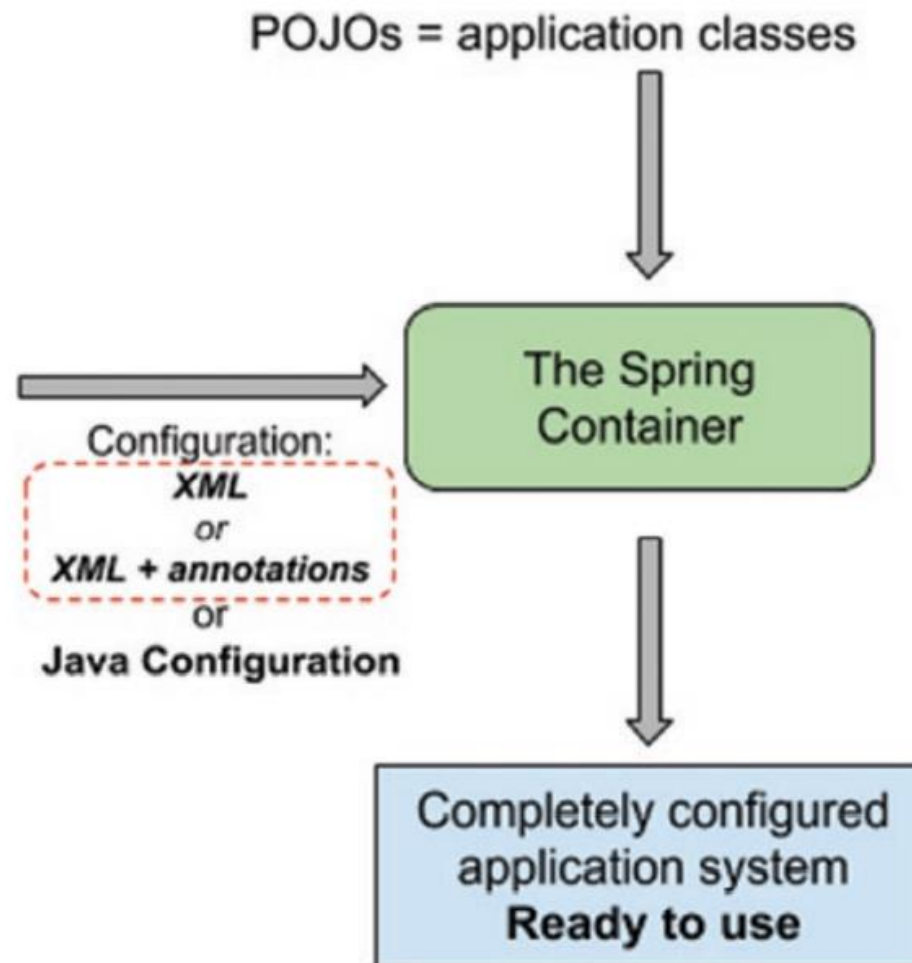 POJOs = application classes
The Spring
Container
Configuration:
XML
or
XML + annotations
or
Java Configuration
Completely configured
application system
Ready to use